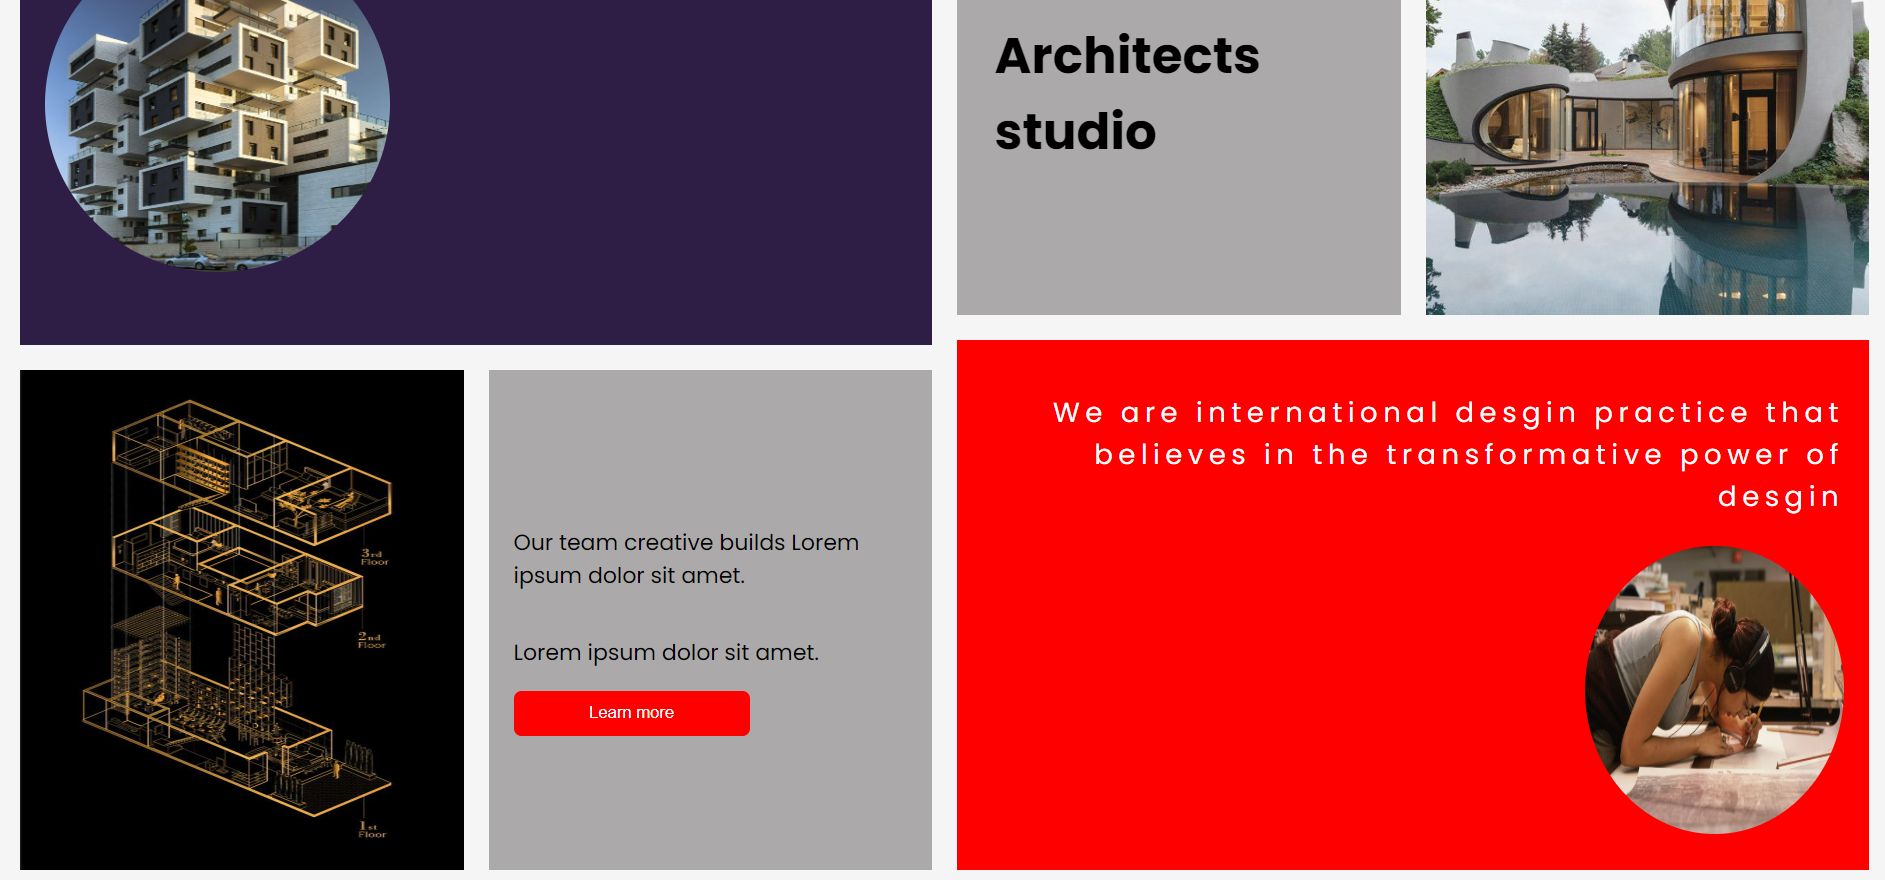 Architects
studio
3rd
Floor
2nd
Floor
1st
Floor
Our team creative builds Lorem
ipsum dolor sit amet.
Lorem ipsum dolor sit amet.
Learn more
We are international desgin practice that
believes in the transformative power of
desgin